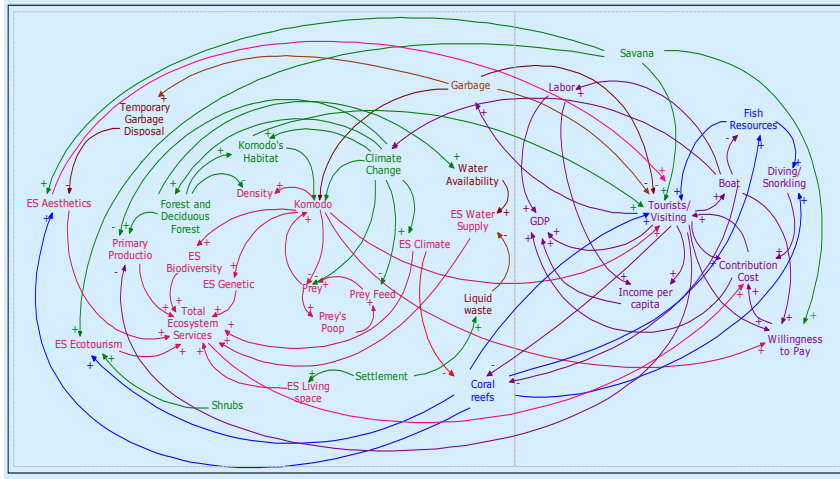 Savana
Garbage
Labor
Temporary
Garbage
Disposal
Fish
Resources
Komodo's
Habitat
Climate
Change
Water
Availability
Diving/
Snorkling
Boat
ES Aesthetics
Forest and
Deciduous
Forest
Density
Komodo
ES Water
Supply
GDP
Tourists/
Visiting
Primary
Productio
ES
Biodiversity
ES Climate
Contribution
Cost
ES Genetic
Prey
Prey Feed
Liquid
waste
Income per
capita
Total
Ecosystem
Services
Prey's
Poop
ES Ecotourism
Willingness
to Pay
Settlement
ES Living
space
Coral
reefs
Shrubs